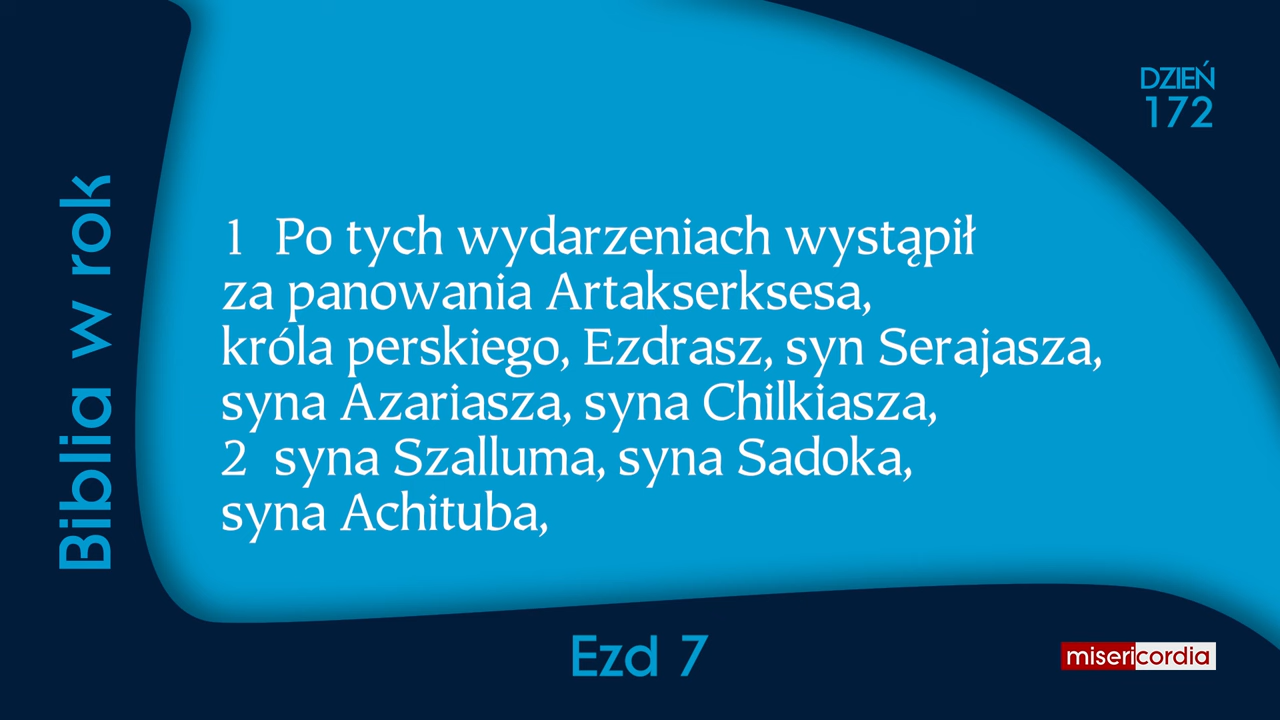 DZIEŃ
172
Biblia w rok
1 Po tych wydarzeniach wystąpił
za panowania Artakserksesa,
króla perskiego, Ezdrasz, syn Serajasza,
syna Azariasza, syna Chilkiasza,
2 syna Szalluma, syna Sadoka,
syna Achituba,
Ezd 7
misericordia